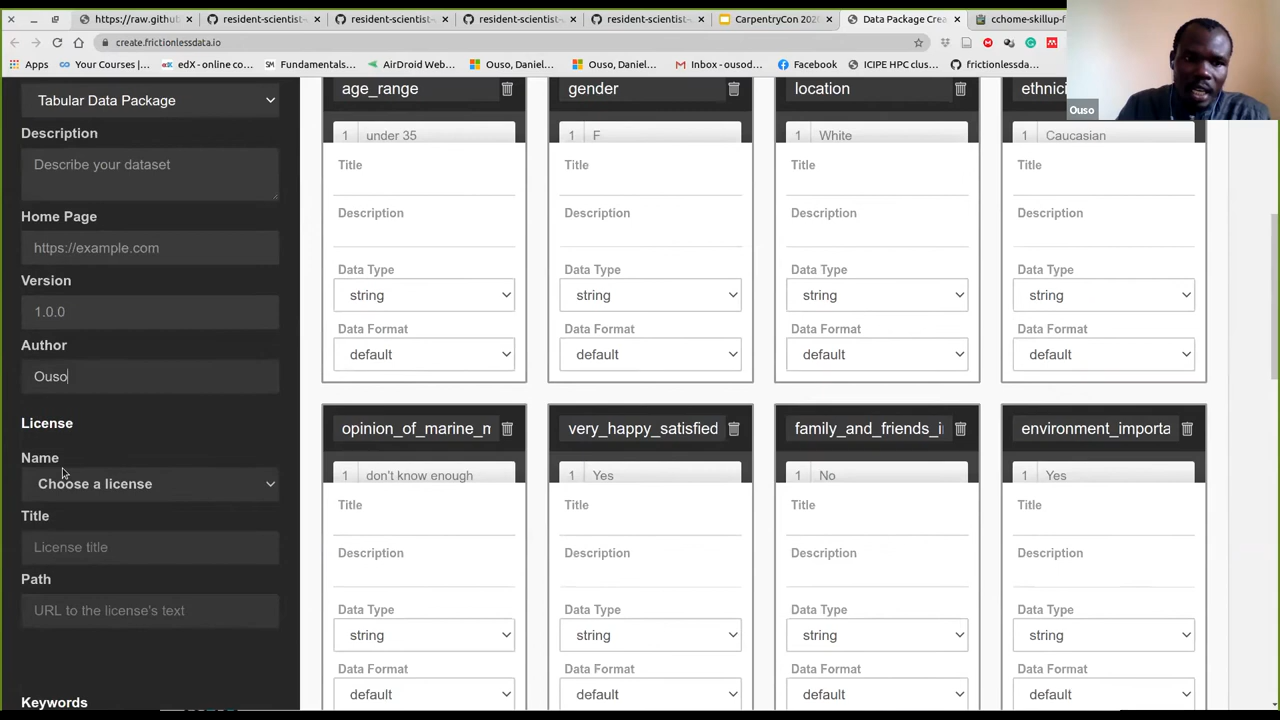 https://raw.github
resident-scientist-
resident-scientist-
resident-scientist-
resident-scientist-
CarpentryCon 202
Data Package Crea
cchome-skillup-f
create.frictionlessdata.io
Apps
Your Courses |…
edX - online co…
Fundamentals…
AirDroid Web…
Ouso, Daniel…
Ouso, Daniel…
Inbox - ousod…
Facebook
ICIPE HPC clus…
frictionlessda…
Ouso
Tabular Data Package
Description
Describe your dataset
Home Page
https://example.com
Version
1.0.0
Author
Ouso
License
Name
Choose a license
Title
License title
Path
URL to the license's text
Keywords
age_range
gender
location
ethnici
1 under 35
1 F
1 White
1 Caucasian
Title
Title
Title
Title
Description
Description
Description
Description
Data Type
Data Type
Data Type
Data Type
string
string
string
string
Data Format
Data Format
Data Format
Data Format
default
default
default
default
opinion_of_marine_m
very_happy_satisfied
family_and_friends_i
environment_importa
1 don't know enough
1 Yes
1 No
1 Yes
Title
Title
Title
Title
Description
Description
Description
Description
Data Type
Data Type
Data Type
Data Type
string
string
string
string
Data Format
Data Format
Data Format
Data Format
default
default
default
default